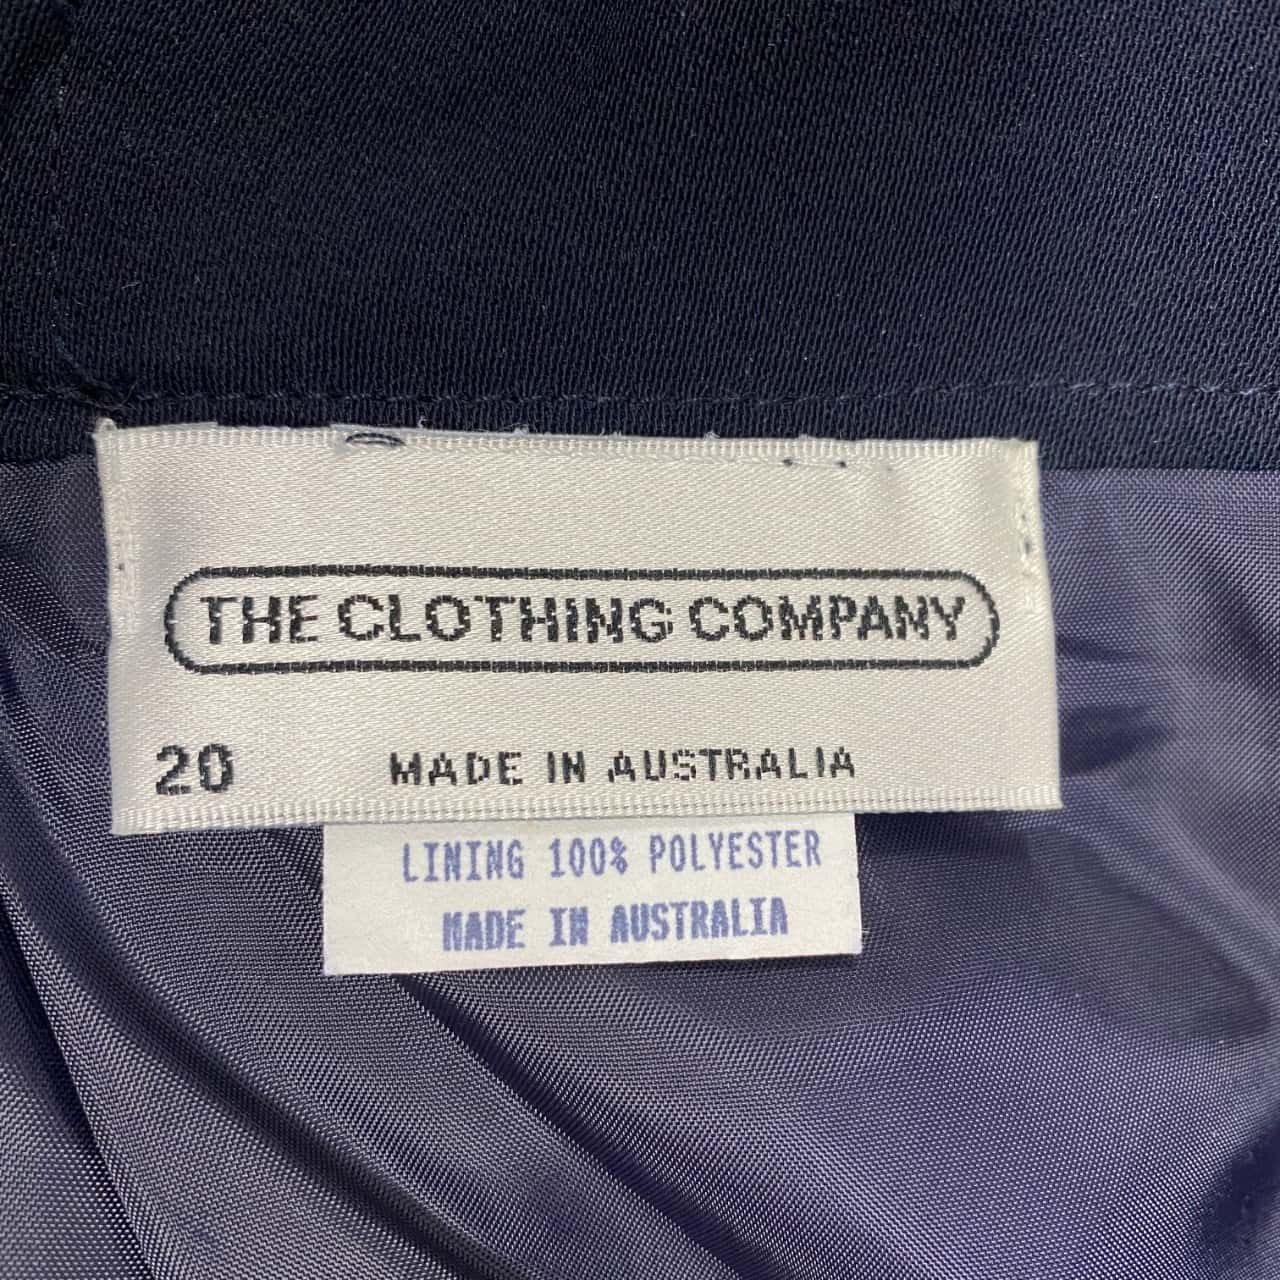 THE CLOTHING COMPANY
20 MADE IN AUSTRALIA
LINING 100% POLYESTER
MADE IN AUSTRALIA